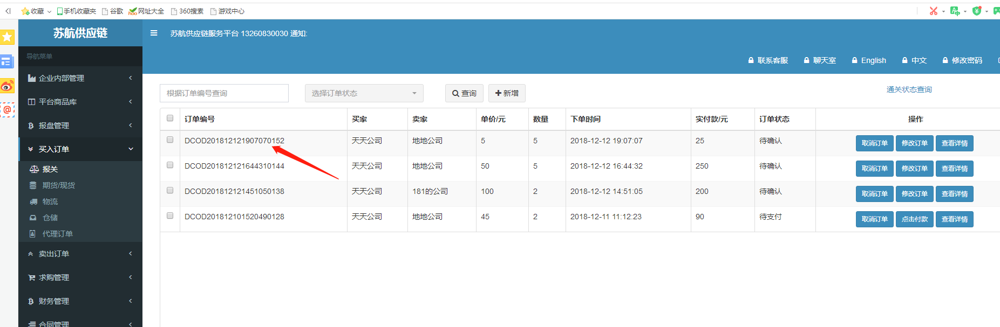 收藏 手机收藏夹 谷歌 网址大全 360搜索 游戏中心
苏航供应链
苏航供应链服务平台 13260830030 通知:
联系客服 聊天室 English 中文 修改密码
导航菜单
企业内部管理
平台商品库
报盘管理
买入订单
报关
期货/现货
物流
仓储
代理订单
卖出订单
求购管理
财务管理
合同管理
根据订单编号查询 选择订单状态 查询 新增 通关状态查询
订单编号 买家 卖家 单价/元 数量 下单时间 实付款/元 订单状态 操作
DCOD201812121907070152 天天公司 地地公司 5 5 2018-12-12 19:07:07 25 待确认 取消订单 修改订单 查看详情
DCOD201812121644310144 天天公司 地地公司 50 5 2018-12-12 16:44:32 250 待确认 取消订单 修改订单 查看详情
DCOD201812121451050138 天天公司 181的公司 100 2 2018-12-12 14:51:05 200 待确认 取消订单 修改订单 查看详情
DCOD201812101520490128 天天公司 地地公司 45 2 2018-12-11 11:12:23 90 待支付 取消订单 点击付款 查看详情